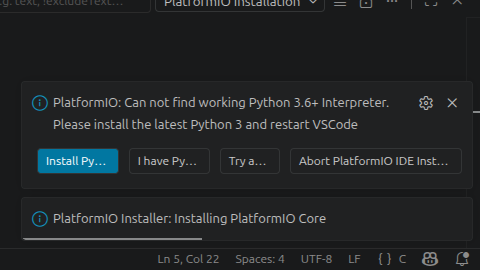 e.g. text, !excludeText...
PlatformIO Installation
PlatformIO: Can not find working Python 3.6+ Interpreter.
Please install the latest Python 3 and restart VSCode
Install Py...
I have Py...
Try a...
Abort PlatformIO IDE Inst...
PlatformIO Installer: Installing PlatformIO Core
Ln 5, Col 22 Spaces: 4 UTF-8 LF { } C